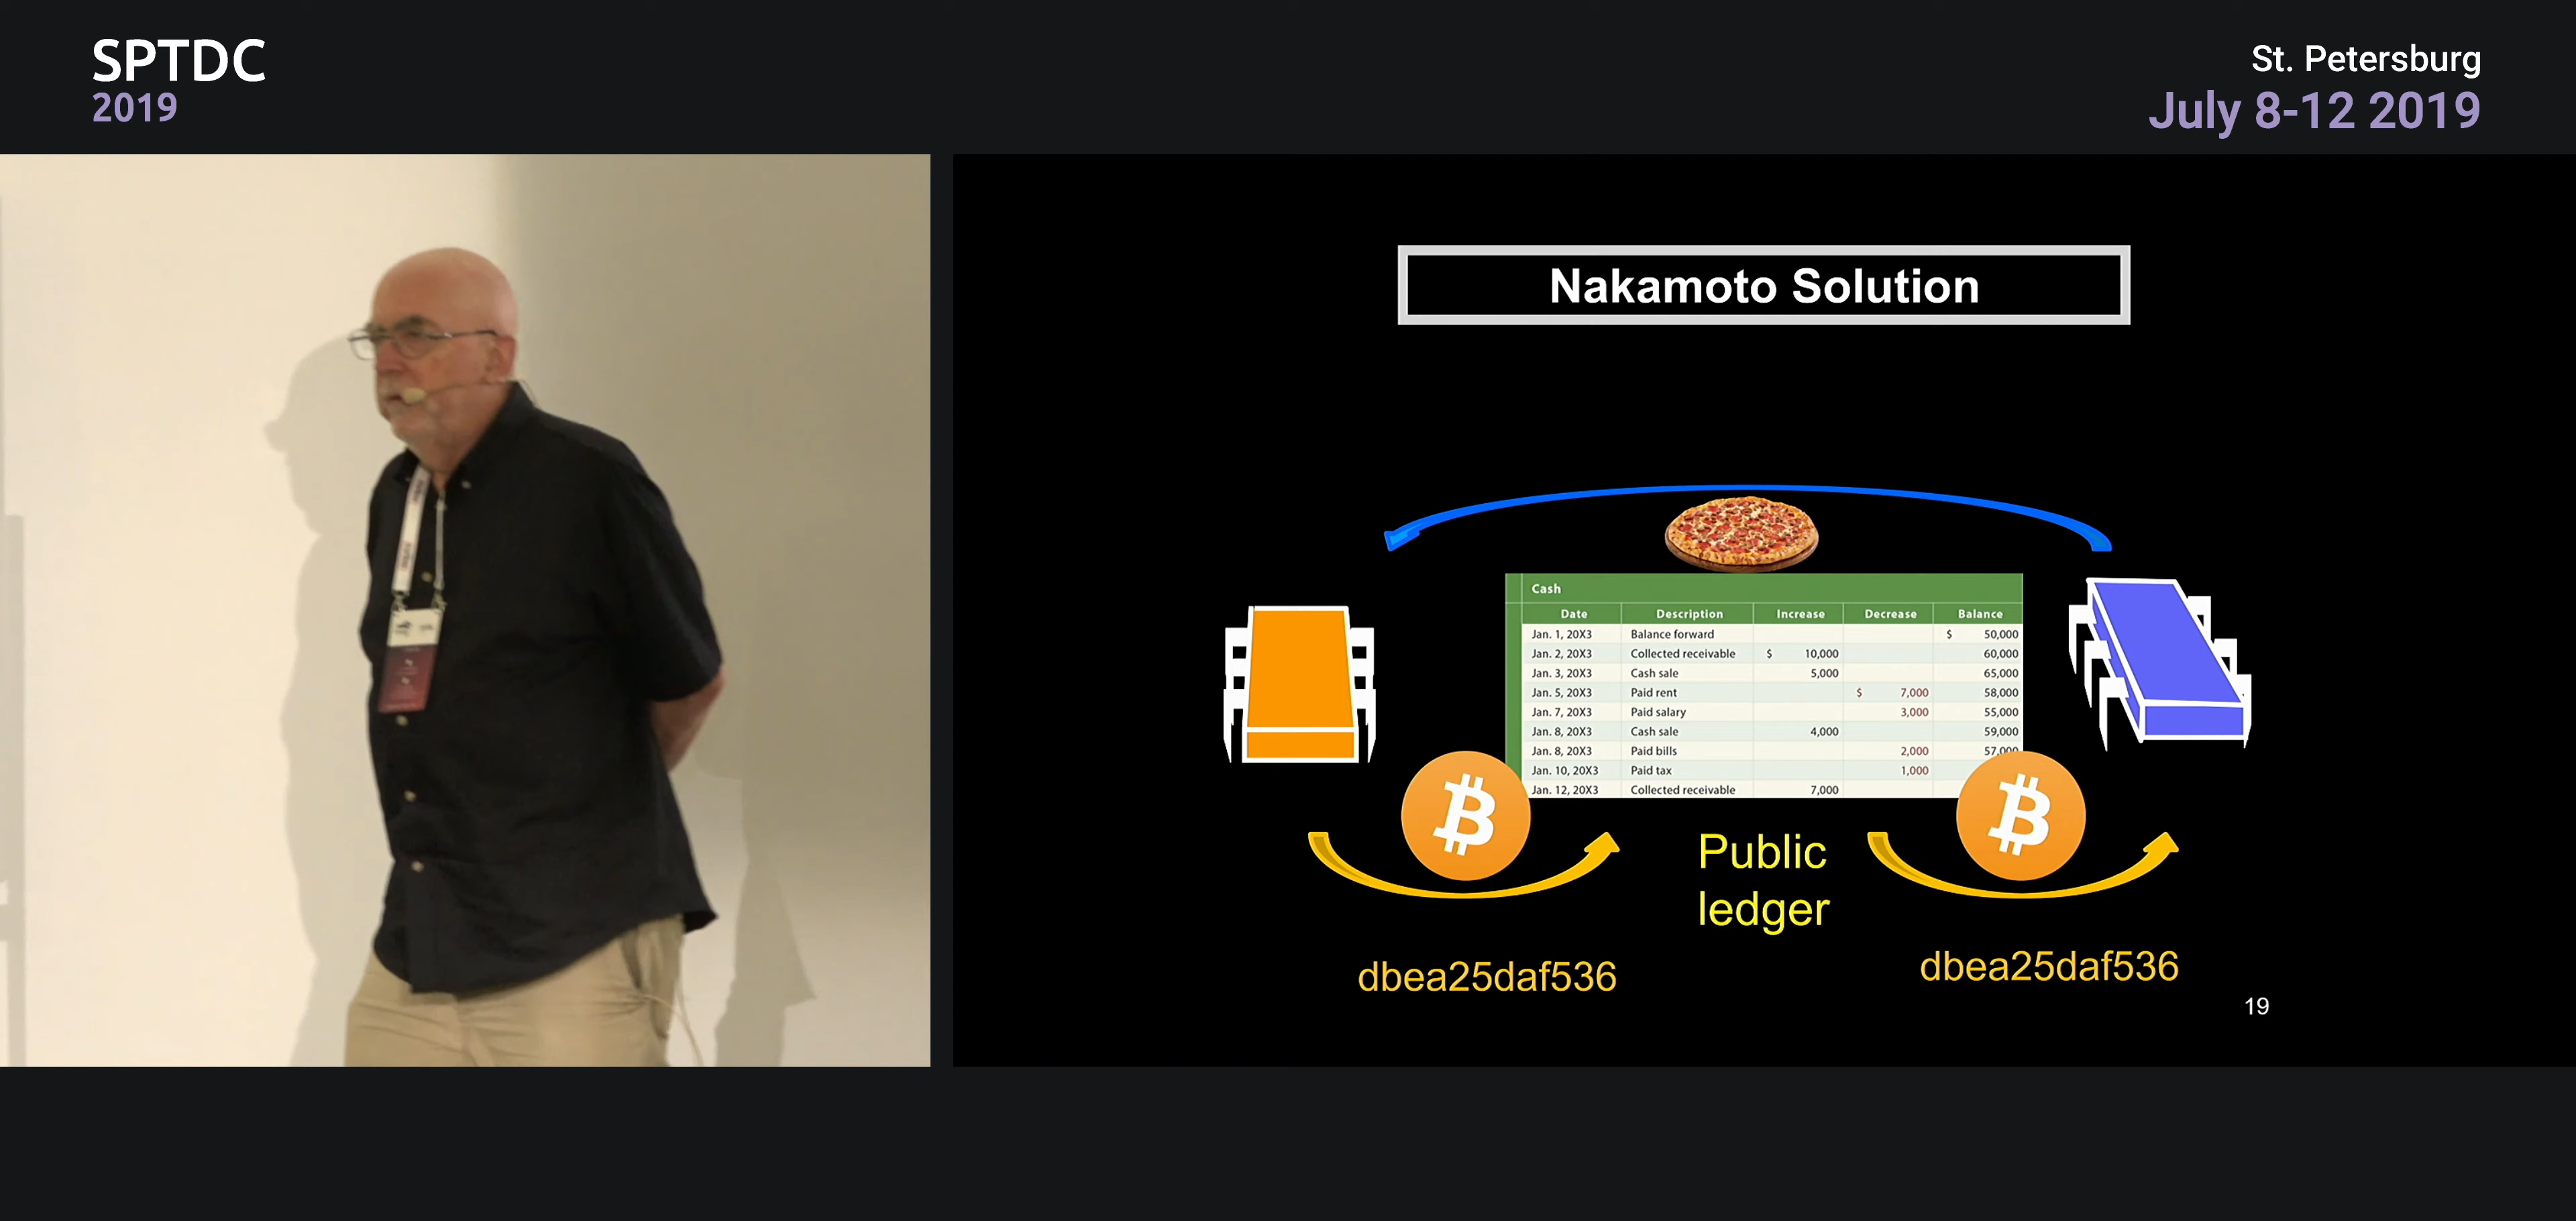 SPTDC
2019
St. Petersburg
July 8-12 2019
Nakamoto Solution
Cash
Date Description Increase Decrease Balance
Jan. 1, 20X3 Balance forward $ 50,000
Jan. 2, 20X3 Collected receivable $ 10,000 60,000
Jan. 3, 20X3 Cash sale 5,000 65,000
Jan. 5, 20X3 Paid rent $ 7,000 58,000
Jan. 7, 20X3 Paid salary 3,000 55,000
Jan. 8, 20X3 Cash sale 4,000 59,000
Jan. 8, 20X3 Paid bills 2,000 57,000
Jan. 10, 20X3 Paid tax 1,000
Jan. 12, 20X3 Collected receivable 7,000
Public
ledger
dbea25daf536
dbea25daf536
19